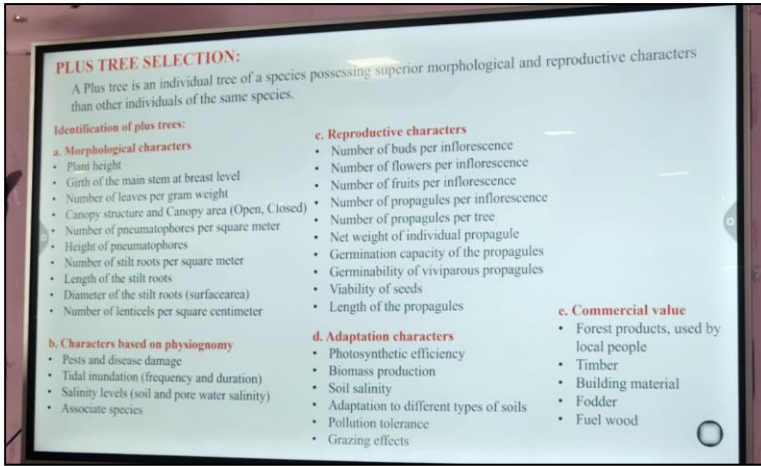 PLUS TREE SELECTION:
A Plus tree is an individual tree of a species possessing superior morphological and reproductive characters
than other individuals of the same species.
Identification of plus trees:
a. Morphological characters
• Plant height
• Girth of the main stem at breast level
• Number of leaves per gram weight
• Canopy structure and Canopy area (Open, Closed)
• Number of pneumatophores per square meter
• Height of pneumatophores
• Number of stilt roots per square meter
• Length of the stilt roots
• Diameter of the stilt roots (surfacearea)
• Number of lenticels per square centimeter
b. Characters based on physiognomy
• Pests and disease damage
• Tidal inundation (frequency and duration)
• Salinity levels (soil and pore water salinity)
• Associate species
c. Reproductive characters
• Number of buds per inflorescence
• Number of flowers per inflorescence
• Number of fruits per inflorescence
• Number of propagules per inflorescence
• Number of propagules per tree
• Net weight of individual propagule
• Germination capacity of the propagules
• Germinability of viviparous propagules
• Viability of seeds
• Length of the propagules
d. Adaptation characters
• Photosynthetic efficiency
• Biomass production
• Soil salinity
• Adaptation to different types of soils
• Pollution tolerance
• Grazing effects
e. Commercial value
• Forest products, used by
local people
• Timber
• Building material
• Fodder
• Fuel wood